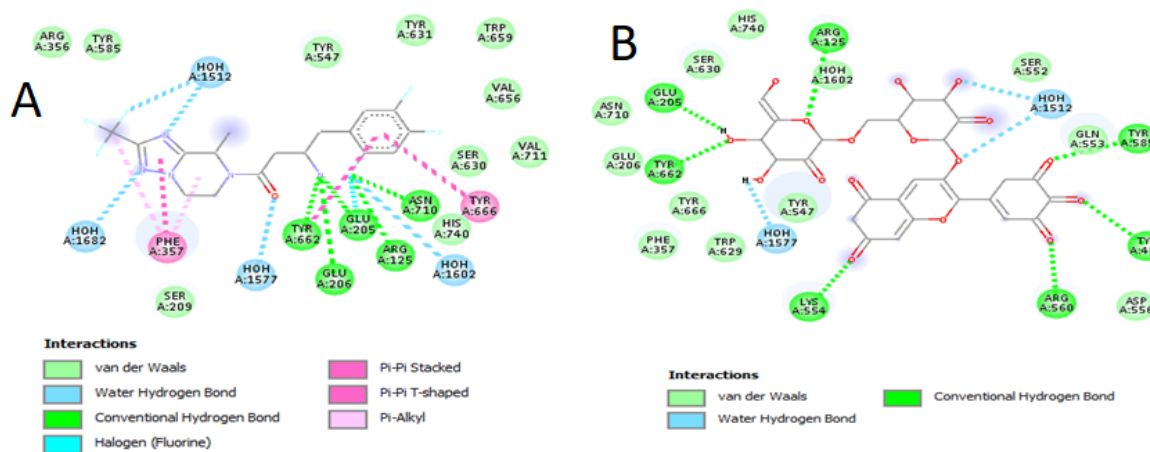 A
ARG
A:356
TYR
A:585
HOH
A:1512
TYR
A:547
TYR
A:631
TRP
A:659
VAL
A:656
SER
A:630
VAL
A:711
ASN
A:710
TYR
A:666
HIS
A:740
TYR
A:662
GLU
A:205
ARG
A:125
HOH
A:1602
GLU
A:206
HOH
A:1577
HOH
A:1682
PHE
A:357
SER
A:209
Interactions
van der Waals
Water Hydrogen Bond
Conventional Hydrogen Bond
Halogen (Fluorine)
Pi-Pi Stacked
Pi-Pi T-shaped
Pi-Alkyl
B
HIS
A:740
ARG
A:125
SER
A:630
HOH
A:1602
SER
A:552
GLU
A:205
HOH
A:1512
ASN
A:710
GLN
A:553
TYR
A:585
H
GLU
A:206
TYR
A:662
H
TYR
A:666
TYR
A:547
PHE
A:357
TRP
A:629
HOH
A:1577
LYS
A:554
ARG
A:560
ASP
A:556
Interactions
van der Waals
Water Hydrogen Bond
Conventional Hydrogen Bond